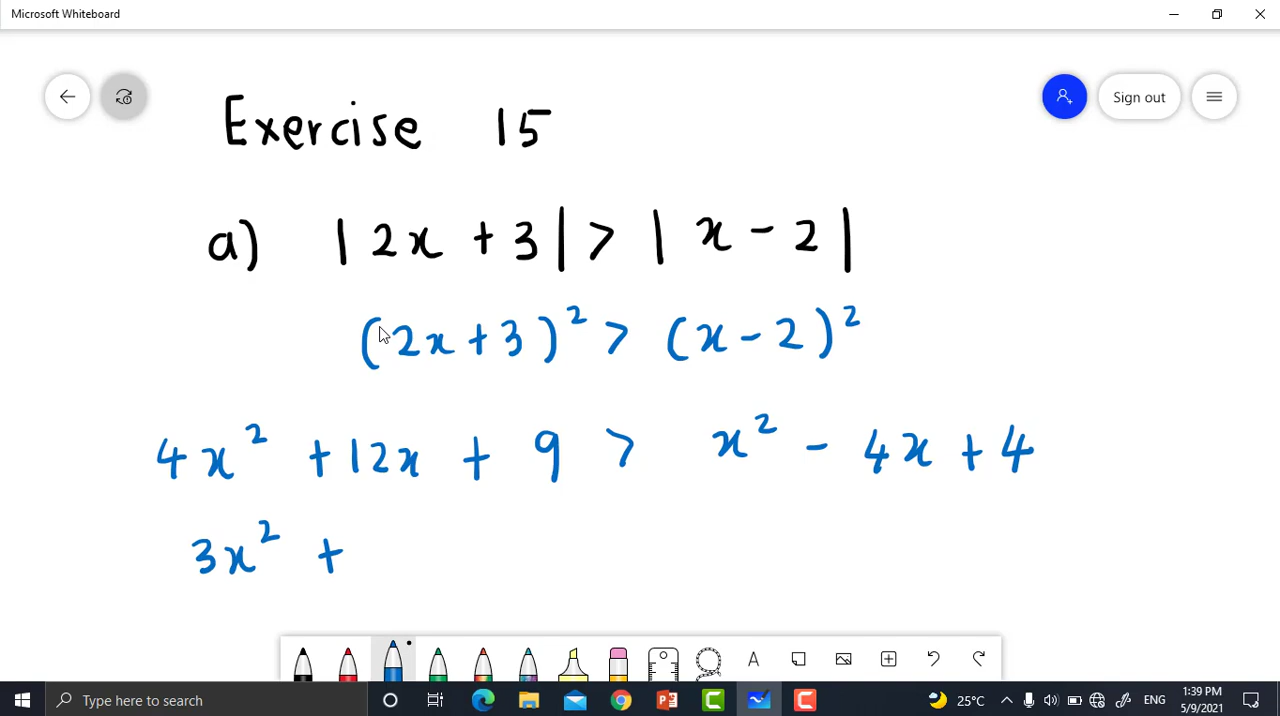 Microsoft Whiteboard
Sign out
Exercise 15
a) |2x + 3| > |x - 2|
(2x + 3)² > (x - 2)²
4x² + 12x + 9 > x² - 4x + 4
3x² +
A
Type here to search
25°C
ENG
1:39 PM
5/9/2021